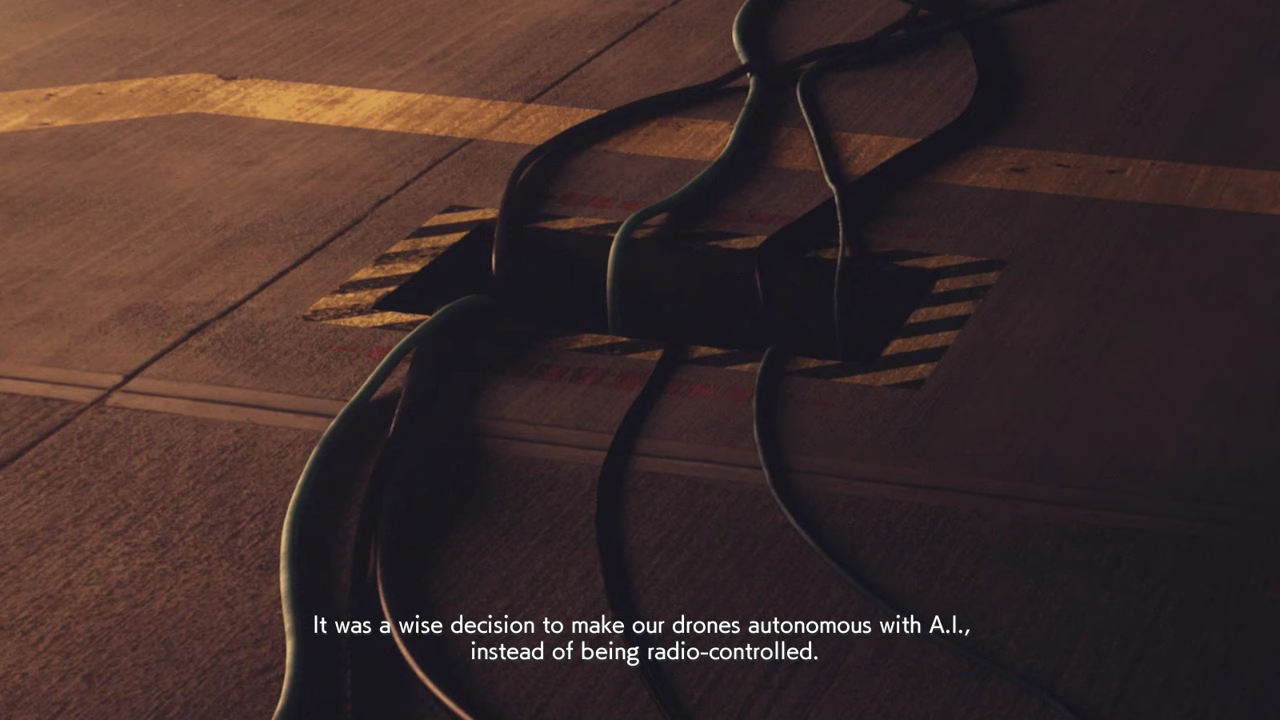 It was a wise decision to make our drones autonomous with A.I.,
instead of being radio-controlled.